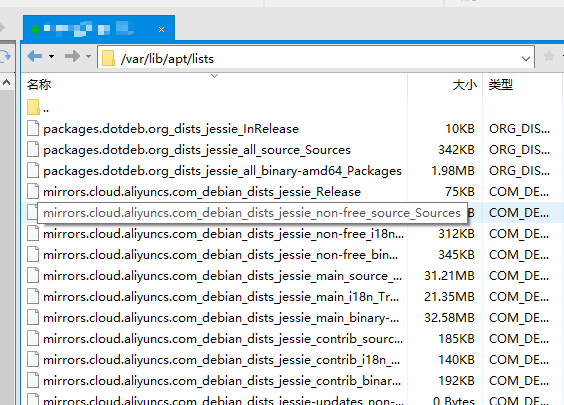 /var/lib/apt/lists
名称 大小 类型
..
packages.dotdeb.org_dists_jessie_InRelease 10KB ORG_DIS...
packages.dotdeb.org_dists_jessie_all_source_Sources 342KB ORG_DIS...
packages.dotdeb.org_dists_jessie_all_binary-amd64_Packages 1.98MB ORG_DIS...
mirrors.cloud.aliyuncs.com_debian_dists_jessie_Release 75KB COM_DE...
mirrors.cloud.aliyuncs.com_debian_dists_jessie_non-free_source_Sources COM_DE...
mirrors.cloud.aliyuncs.com_debian_dists_jessie_non-free_i18n... 312KB COM_DE...
mirrors.cloud.aliyuncs.com_debian_dists_jessie_non-free_bin... 345KB COM_DE...
mirrors.cloud.aliyuncs.com_debian_dists_jessie_main_source_... 31.21MB COM_DE...
mirrors.cloud.aliyuncs.com_debian_dists_jessie_main_i18n_Tr... 21.35MB COM_DE...
mirrors.cloud.aliyuncs.com_debian_dists_jessie_main_binary-... 32.58MB COM_DE...
mirrors.cloud.aliyuncs.com_debian_dists_jessie_contrib_sourc... 185KB COM_DE...
mirrors.cloud.aliyuncs.com_debian_dists_jessie_contrib_i18n_... 140KB COM_DE...
mirrors.cloud.aliyuncs.com_debian_dists_jessie_contrib_binar... 192KB COM_DE...
mirrors.cloud.aliyuncs.com_debian_dists_jessie-updates_non-... 0 Bytes COM_DE...